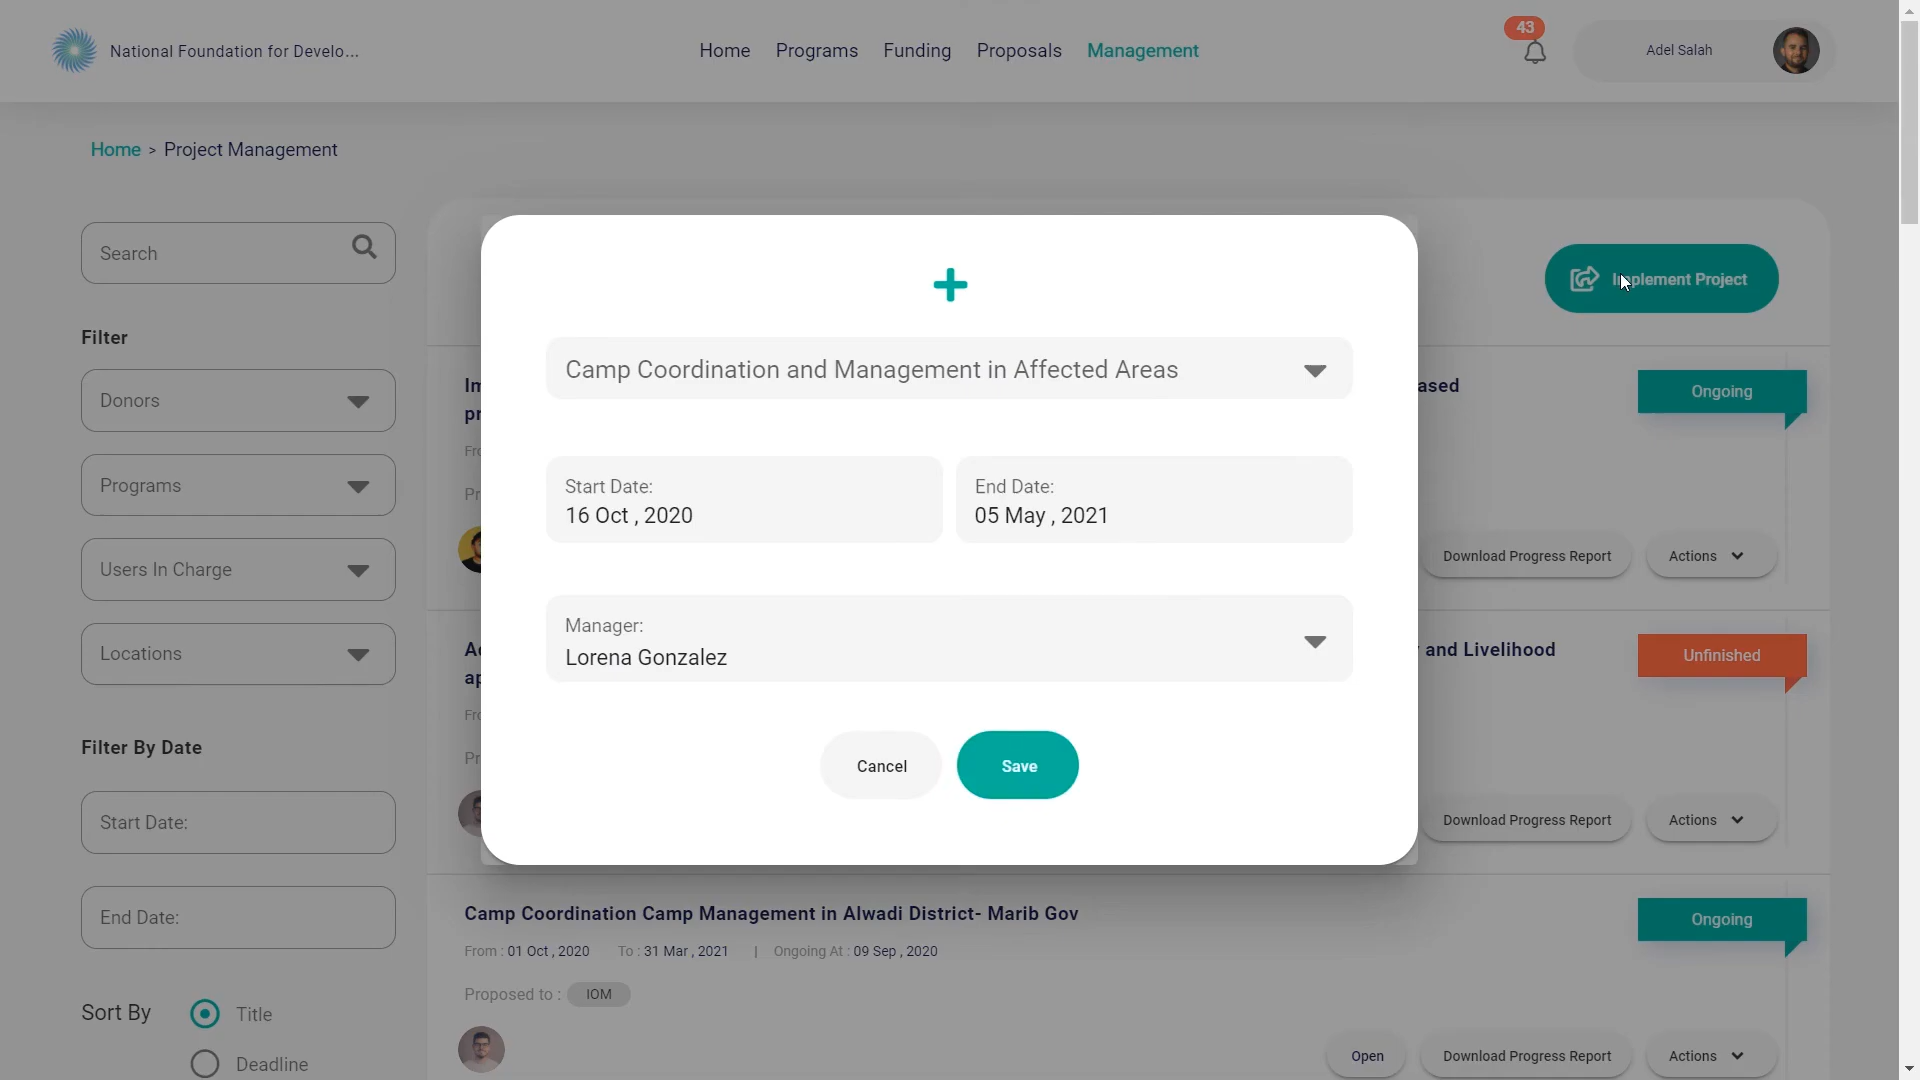 National Foundation for Develo...
Home
Programs
Funding
Proposals
Management
43
Adel Salah
Home > Project Management
Search
Filter
Donors
Programs
Users In Charge
Locations
Filter By Date
Start Date:
End Date:
Sort By
Title
Deadline
Implement Project
Camp Coordination and Management in Affected Areas
Start Date:
16 Oct , 2020
End Date:
05 May , 2021
Manager:
Lorena Gonzalez
Cancel
Save
Ongoing
Download Progress Report
Actions
and Livelihood
Unfinished
Download Progress Report
Actions
Camp Coordination Camp Management in Alwadi District- Marib Gov
From : 01 Oct , 2020 To : 31 Mar , 2021 | Ongoing At : 09 Sep , 2020
Proposed to : IOM
Ongoing
Open
Download Progress Report
Actions